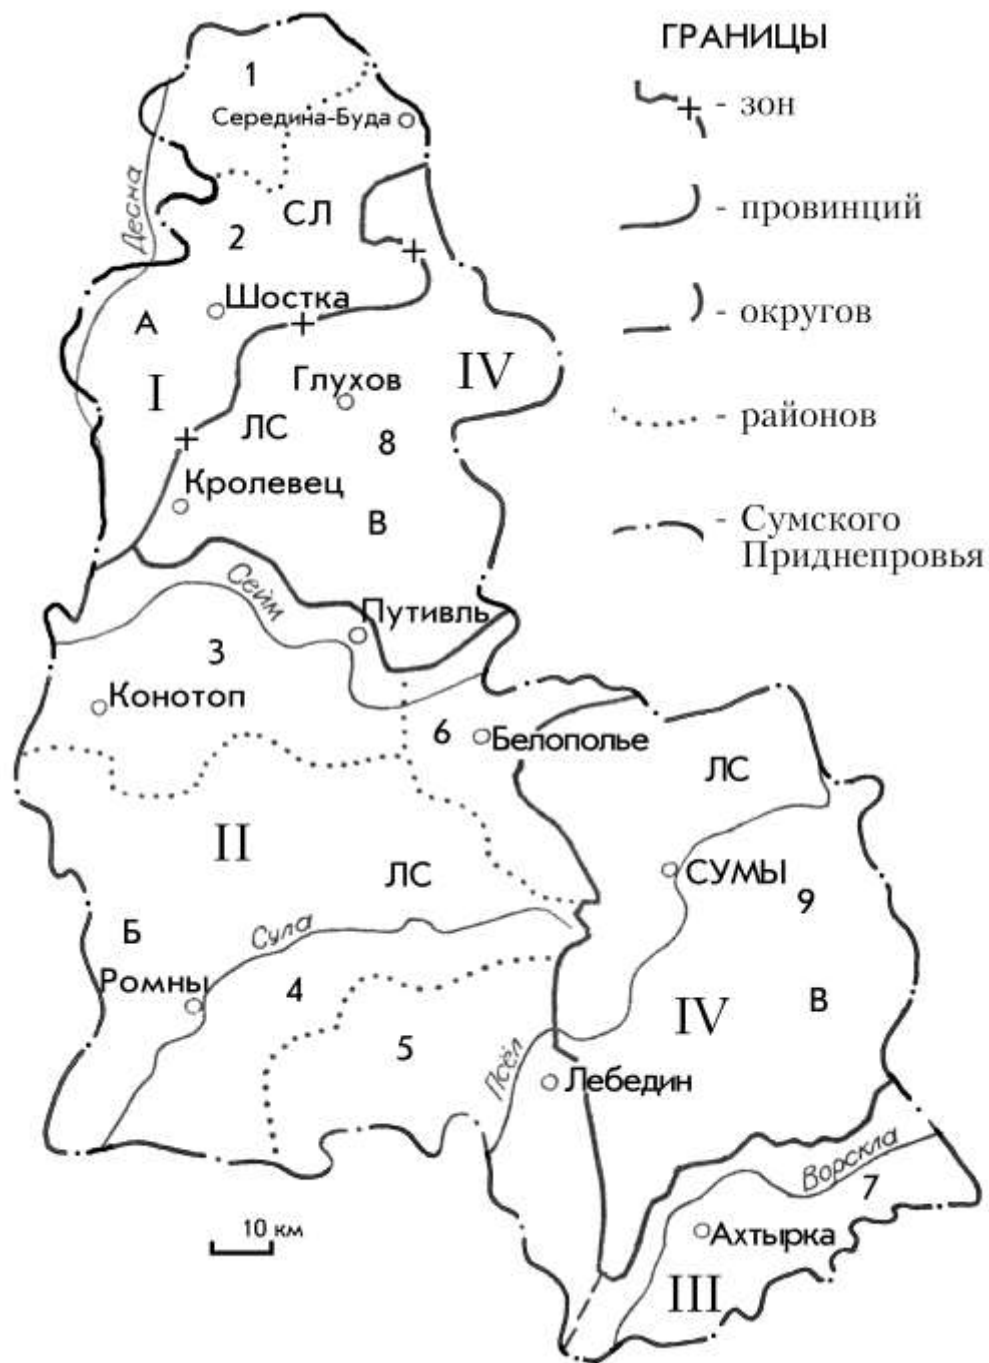 ГРАНИЦЫ
- зон
- провинций
- округов
- районов
- Сумского
Приднепровья
1
Середина-Буда
Десна
СЛ
2
Шостка
А
I
IV
Глухов
ЛС
8
Кролевец
В
Сейм
Путивль
3
Конотоп
6
Белополье
ЛС
II
СУМЫ
ЛС
9
Б
Сула
Ромны
4
IV
В
5
Псёл
Лебедин
Ворскла
7
10 км
Ахтырка
III